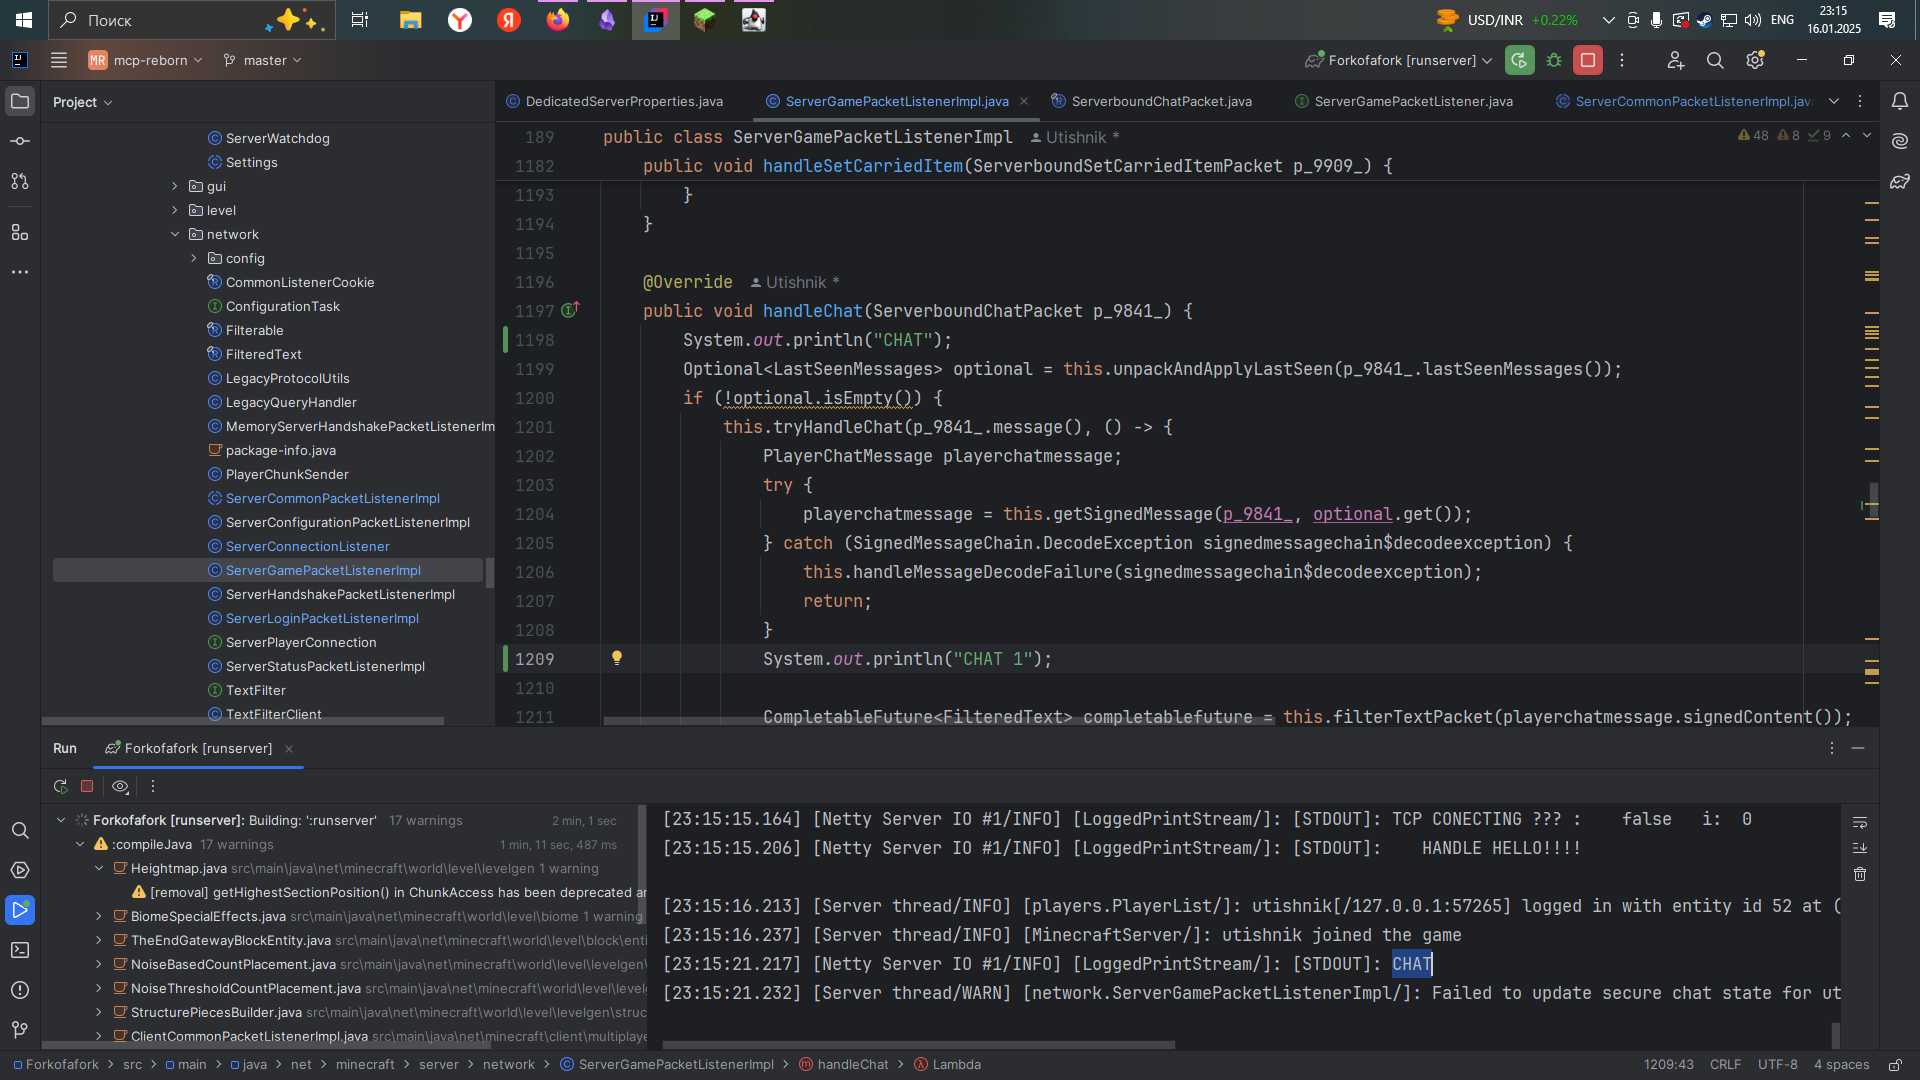 Поиск
USD/INR +0.22%
ENG
23:15
16.01.2025
MR mcp-reborn
master
Forkofafork [runserver]
Project
DedicatedServerProperties.java
ServerGamePacketListenerImpl.java
ServerboundChatPacket.java
ServerGamePacketListener.java
ServerCommonPacketListenerImpl.jav
ServerWatchdog
Settings
gui
level
network
config
CommonListenerCookie
ConfigurationTask
Filterable
FilteredText
LegacyProtocolUtils
LegacyQueryHandler
MemoryServerHandshakePacketListenerIm
package-info.java
PlayerChunkSender
ServerCommonPacketListenerImpl
ServerConfigurationPacketListenerImpl
ServerConnectionListener
ServerGamePacketListenerImpl
ServerHandshakePacketListenerImpl
ServerLoginPacketListenerImpl
ServerPlayerConnection
ServerStatusPacketListenerImpl
TextFilter
TextFilterClient
189 public class ServerGamePacketListenerImpl Utishnik *
48 8 9
1182 public void handleSetCarriedItem(ServerboundSetCarriedItemPacket p_9909_) {
1193 }
1194 }
1195
1196 @Override Utishnik *
1197 public void handleChat(ServerboundChatPacket p_9841_) {
1198 System.out.println("CHAT");
1199 Optional<LastSeenMessages> optional = this.unpackAndApplyLastSeen(p_9841_.lastSeenMessages());
1200 if (!optional.isEmpty()) {
1201 this.tryHandleChat(p_9841_.message(), () -> {
1202 PlayerChatMessage playerchatmessage;
1203 try {
1204 playerchatmessage = this.getSignedMessage(p_9841_, optional.get());
1205 } catch (SignedMessageChain.DecodeException signedmessagechain$decodeexception) {
1206 this.handleMessageDecodeFailure(signedmessagechain$decodeexception);
1207 return;
1208 }
1209 System.out.println("CHAT 1");
1210
1211 CompletableFuture<FilteredText> completablefuture = this.filterTextPacket(playerchatmessage.signedContent());
Run
Forkofafork [runserver]
Forkofafork [runserver]: Building: ':runserver' 17 warnings 2 min, 1 sec
:compileJava 17 warnings 1 min, 11 sec, 487 ms
Heightmap.java src\main\java\net\minecraft\world\level\levelgen 1 warning
[removal] getHighestSectionPosition() in ChunkAccess has been deprecated ar
BiomeSpecialEffects.java src\main\java\net\minecraft\world\level\biome 1 warning
TheEndGatewayBlockEntity.java src\main\java\net\minecraft\world\level\block\enti
NoiseBasedCountPlacement.java src\main\java\net\minecraft\world\level\levelgen\
NoiseThresholdCountPlacement.java src\main\java\net\minecraft\world\level\level
StructurePiecesBuilder.java src\main\java\net\minecraft\world\level\levelgen\struc
ClientCommonPacketListenerImpl.java src\main\java\net\minecraft\client\multiplaye
[23:15:15.164] [Netty Server IO #1/INFO] [LoggedPrintStream/]: [STDOUT]: TCP CONECTING ??? : false i: 0
[23:15:15.206] [Netty Server IO #1/INFO] [LoggedPrintStream/]: [STDOUT]: HANDLE HELLO!!!!
[23:15:16.213] [Server thread/INFO] [players.PlayerList/]: utishnik[/127.0.0.1:57265] logged in with entity id 52 at (
[23:15:16.237] [Server thread/INFO] [MinecraftServer/]: utishnik joined the game
[23:15:21.217] [Netty Server IO #1/INFO] [LoggedPrintStream/]: [STDOUT]: CHAT
[23:15:21.232] [Server thread/WARN] [network.ServerGamePacketListenerImpl/]: Failed to update secure chat state for ut
Forkofafork > src > main > java > net > minecraft > server > network > ServerGamePacketListenerImpl > handleChat > Lambda
1209:43 CRLF UTF-8 4 spaces